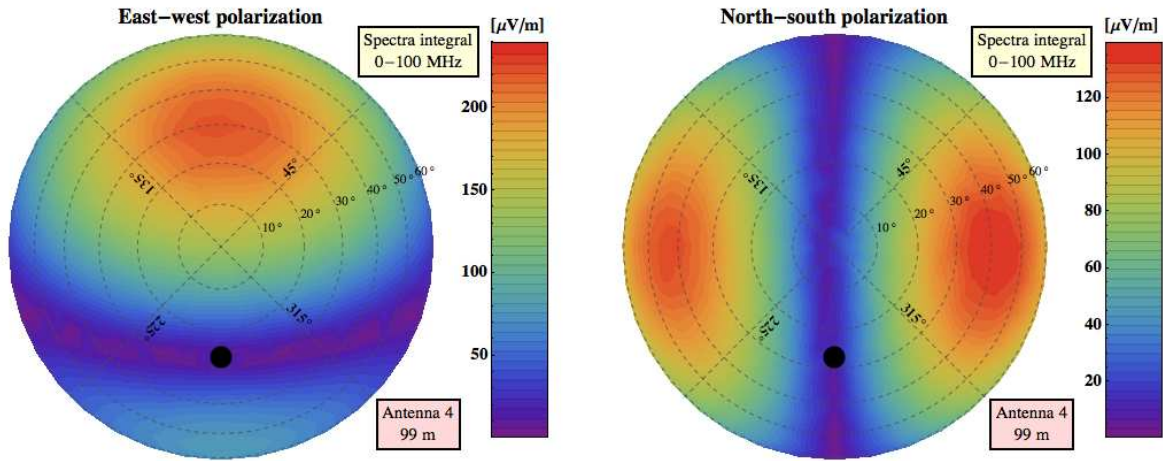 East−west polarization
[μV/m]
Spectra integral
0−100 MHz
200
150
100
50
135°
45°
225°
315°
10°
20°
30°
40°
50°
60°
Antenna 4
99 m
North−south polarization
[μV/m]
Spectra integral
0−100 MHz
120
100
80
60
40
20
135°
45°
225°
315°
10°
20°
30°
40°
50°
60°
Antenna 4
99 m